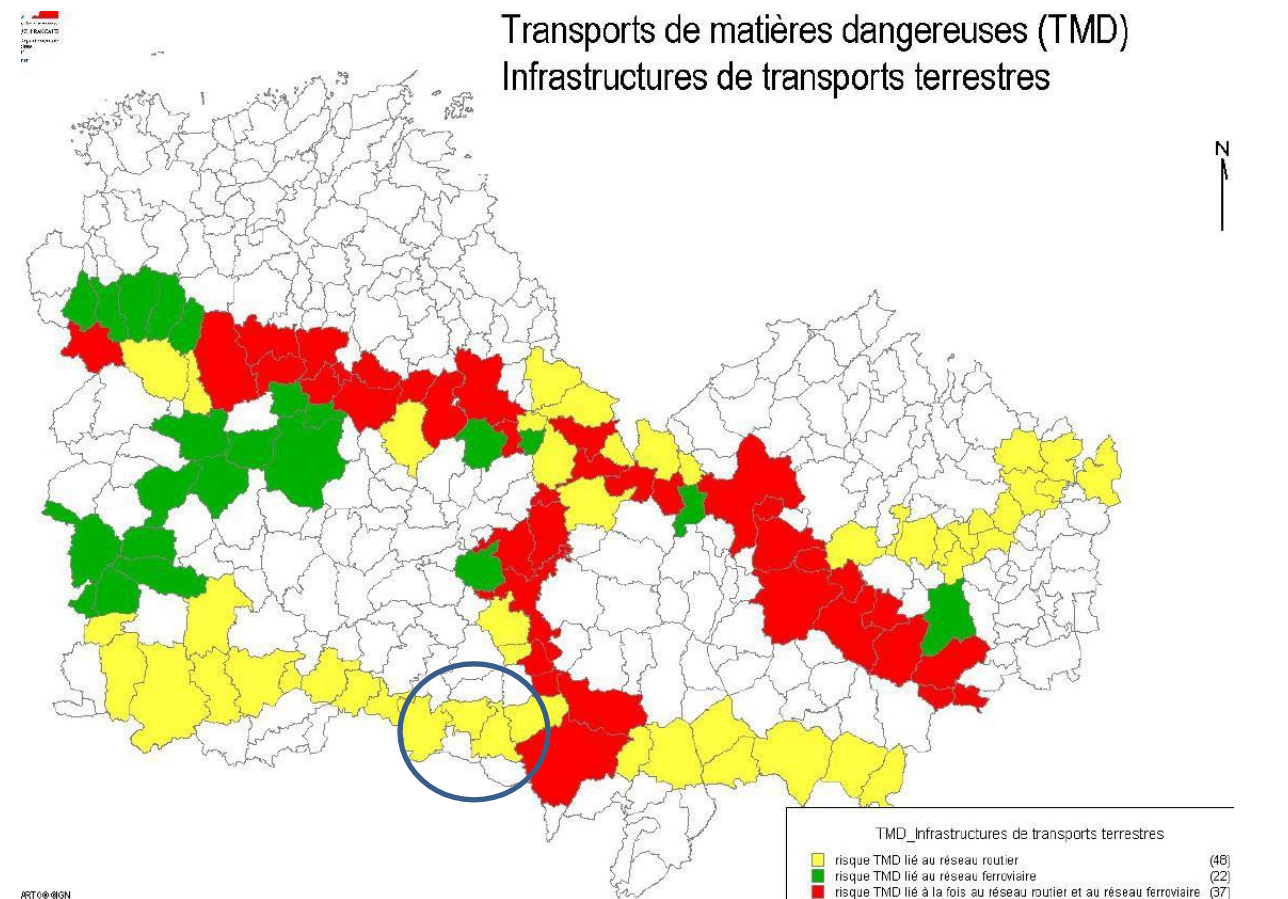 Transports de matières dangereuses (TMD)
Infrastructures de transports terrestres
N
TMD_Infrastructures de transports terrestres
risque TMD lié au réseau routier (48)
risque TMD lié au réseau ferroviaire (22)
risque TMD lié à la fois au réseau routier et au réseau ferroviaire (37)